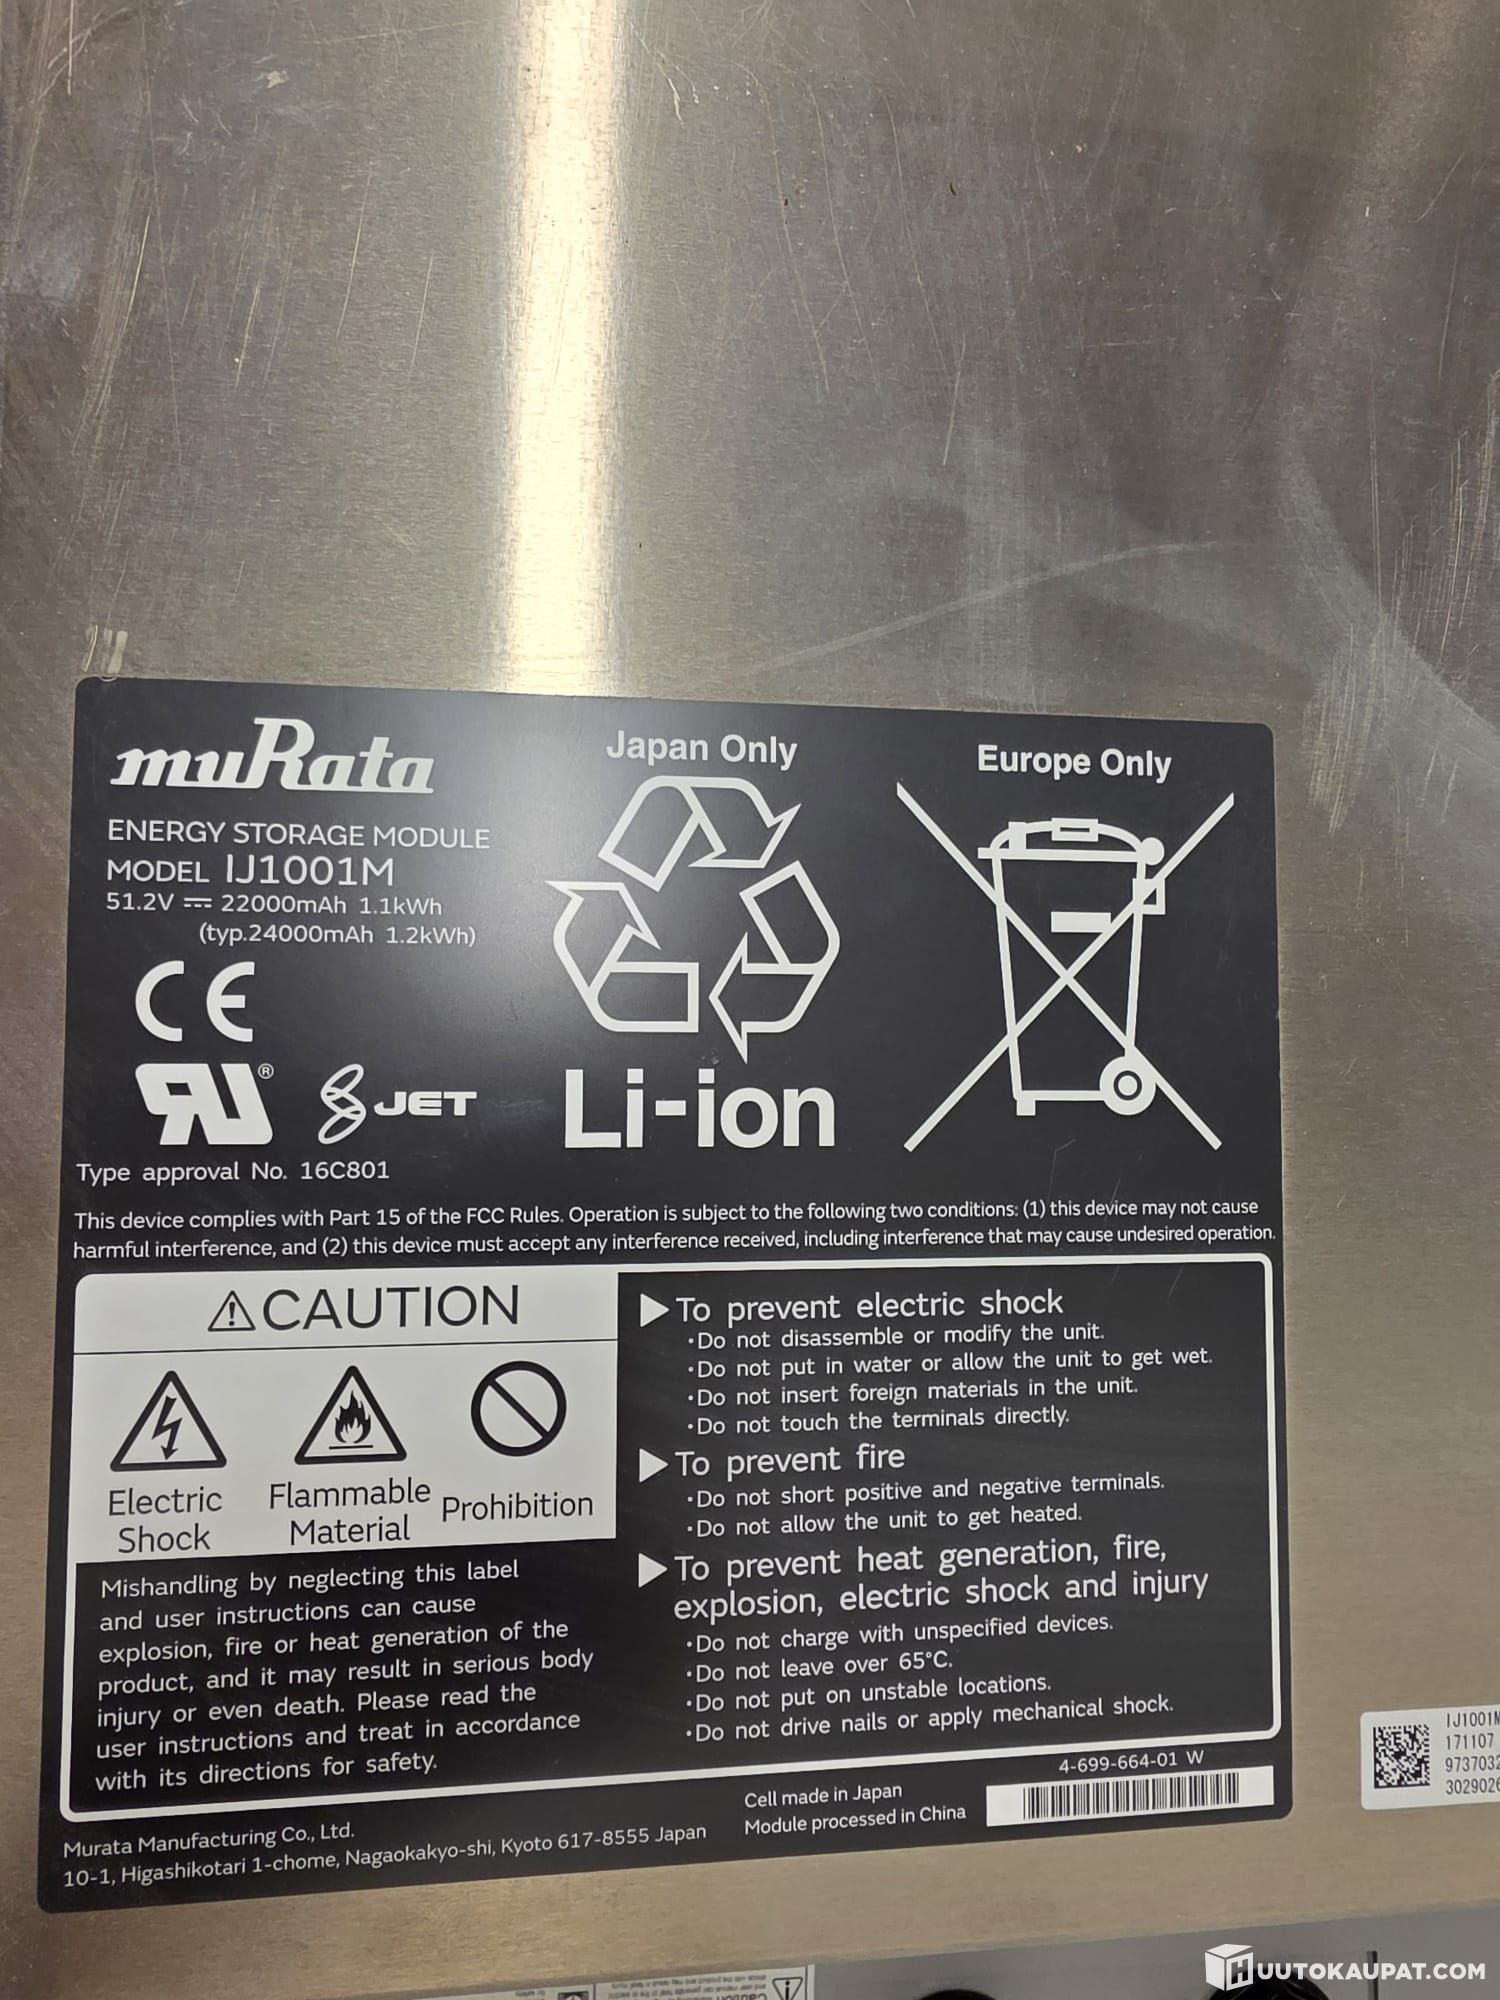 muRata
ENERGY STORAGE MODULE
MODEL IJ1001M
51.2V ⎓ 22000mAh 1.1kWh
(typ.24000mAh 1.2kWh)
CE
RU® JET
Type approval No. 16C801
Japan Only
Li-ion
Europe Only
This device complies with Part 15 of the FCC Rules. Operation is subject to the following two conditions: (1) this device may not cause
harmful interference, and (2) this device must accept any interference received, including interference that may cause undesired operation.
⚠CAUTION
Electric
Shock
Flammable
Material
Prohibition
Mishandling by neglecting this label
and user instructions can cause
explosion, fire or heat generation of the
product, and it may result in serious body
injury or even death. Please read the
user instructions and treat in accordance
with its directions for safety.
▶To prevent electric shock
・Do not disassemble or modify the unit.
・Do not put in water or allow the unit to get wet.
・Do not insert foreign materials in the unit.
・Do not touch the terminals directly.
▶To prevent fire
・Do not short positive and negative terminals.
・Do not allow the unit to get heated.
▶To prevent heat generation, fire,
explosion, electric shock and injury
・Do not charge with unspecified devices.
・Do not leave over 65°C.
・Do not put on unstable locations.
・Do not drive nails or apply mechanical shock.
Murata Manufacturing Co., Ltd.
10-1, Higashikotari 1-chome, Nagaokakyo-shi, Kyoto 617-8555 Japan
Cell made in Japan
Module processed in China
4-699-664-01 W
IJ1001M
171107
9737032
302902
HUUTOKAUPAT.COM